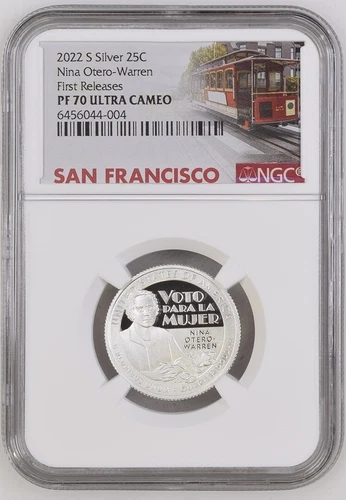 2022 S Silver 25C
Nina Otero-Warren
First Releases
PF 70 ULTRA CAMEO
6456044-004
SAN FRANCISCO
NGC®
VOTO
PARA LA
MUJER
NINA
OTERO-
WARREN